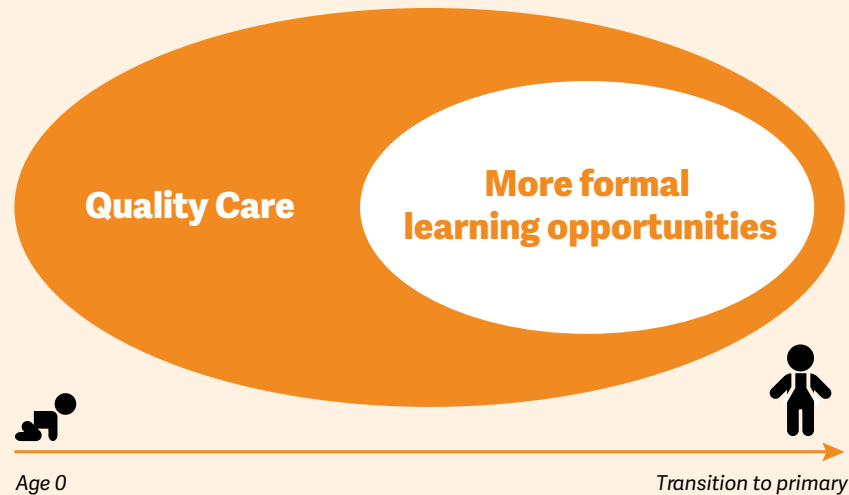 Quality Care
More formal
learning opportunities
Age 0
Transition to primary